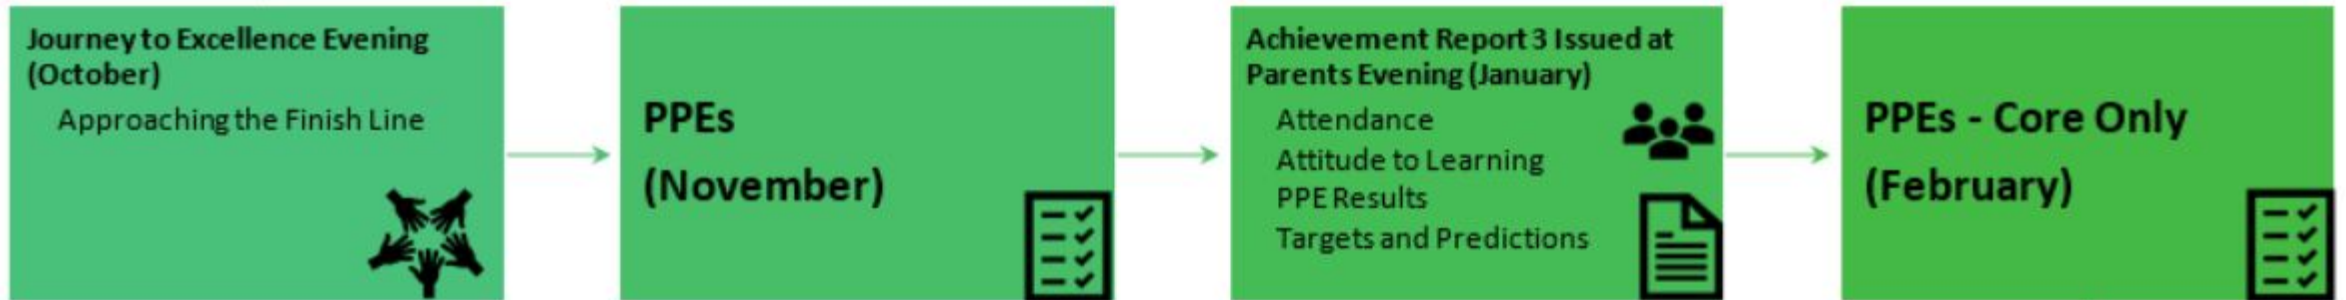 Journey to Excellence Evening
(October)
Approaching the Finish Line
PPEs
(November)
Achievement Report 3 Issued at
Parents Evening (January)
Attendance
Attitude to Learning
PPE Results
Targets and Predictions
PPEs - Core Only
(February)